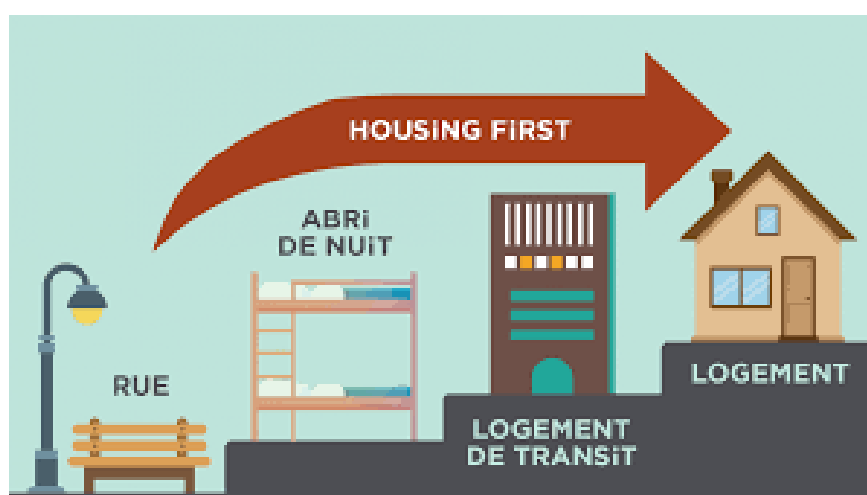 HOUSING FiRST
ABRi
DE NUiT
RUE
LOGEMENT
DE TRANSiT
LOGEMENT